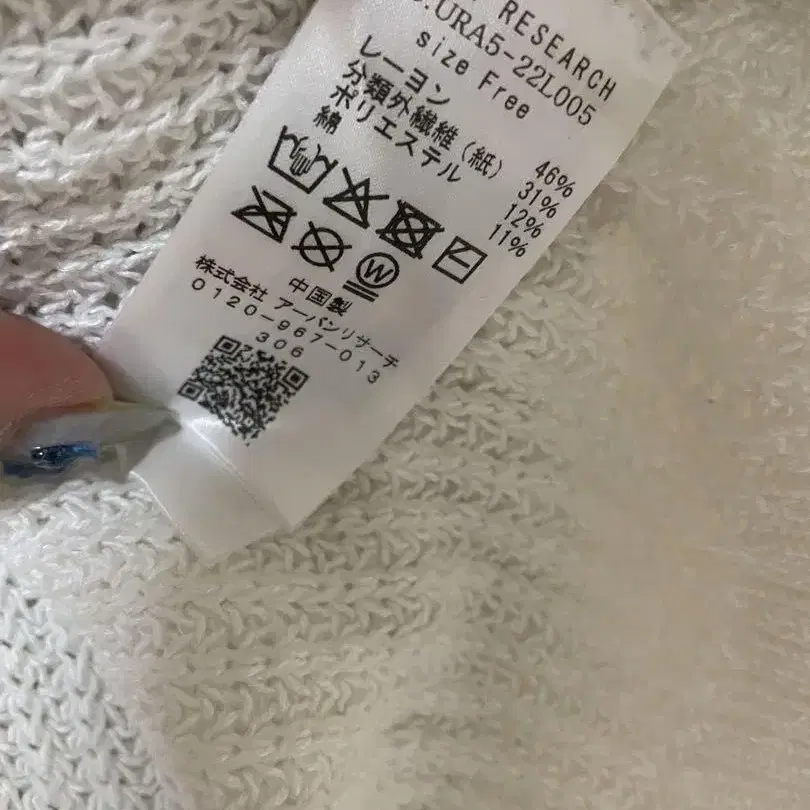 RESEARCH
.URA5-22L005
size Free
レーヨン 46%
分類外繊維(紙) 31%
ポリエステル 12%
綿 11%
W
中国製
株式会社 アーバンリサーチ
0120-967-013
306